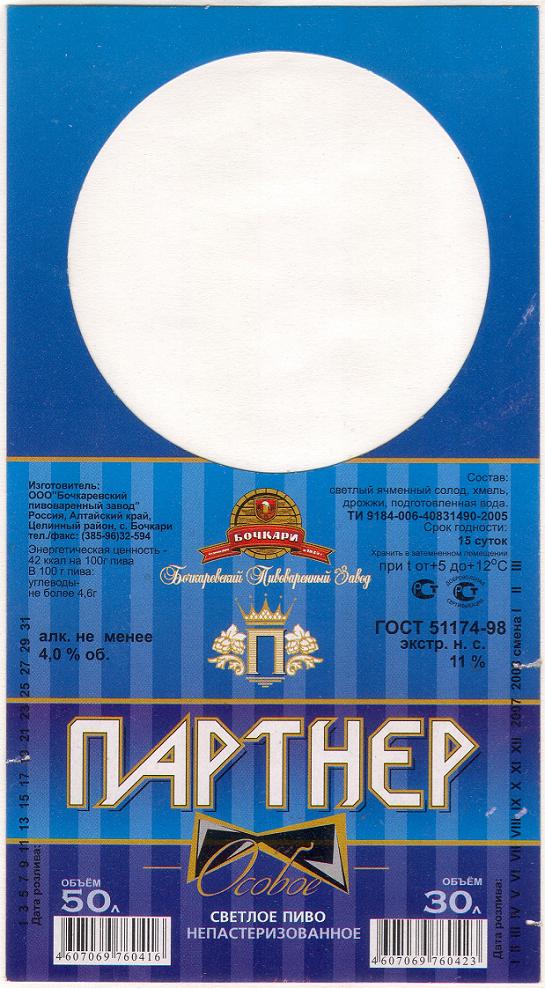 Изготовитель:
ООО"Бочкаревский
пивоваренный завод"
Россия, Алтайский край,
Целинный район, с. Бочкари
тел./факс: (385-96)32-594
Энергетическая ценность -
42 ккал на 100г пива
В 100 г пива:
углеводы-
не более 4,6г
алк. не менее
4,0 % об.
БОЧКАРИ
Бочкаревский Пивоваренный Завод
П
Состав:
светлый ячменный солод, хмель,
дрожжи, подготовленная вода.
ТИ 9184-006-40831490-2005
Срок годности:
15 суток
Хранить в затемненном помещении
при t от+5 до+12°С
ДОБРОВОЛЬНАЯ
СЕРТИФИКАЦИЯ
ГОСТ 51174-98
экстр. н. с.
11 %
ПАРТНЕР
Особое
СВЕТЛОЕ ПИВО
НЕПАСТЕРИЗОВАННОЕ
ОБЪЁМ
50л
4607069760416
ОБЪЁМ
30л
4607069760423
1 3 5 7 9 11 13 15 17 19 21 23 25 27 29 31
Дата розлива:
I II III IV V VI VII VIII IX X XI XII 2007 смена I II III
Дата розлива: